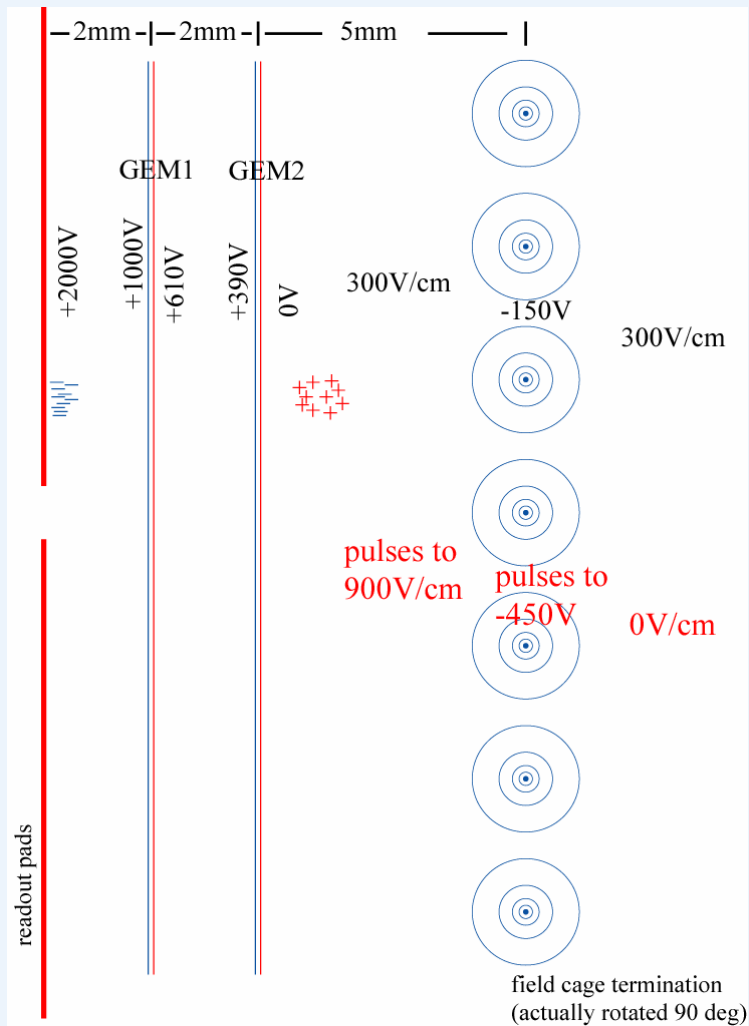 2mm
2mm
5mm
GEM1
GEM2
+2000V
+1000V
+610V
+390V
0V
300V/cm
-150V
300V/cm
pulses to
900V/cm
pulses to
-450V
0V/cm
readout pads
field cage termination
(actually rotated 90 deg)